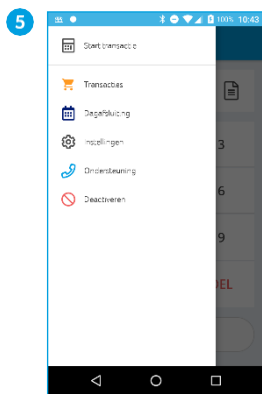 5
100% 10:43
Start transactie
Transacties
Dagafsluiting
3
Instellingen
Ondersteuning
6
Deactiveren
9
DEL